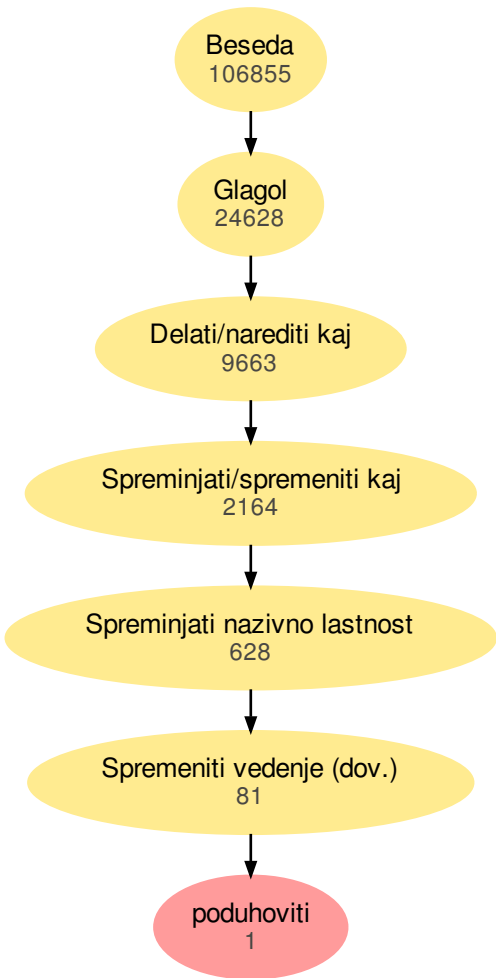 Beseda
106855
Glagol
24628
Delati/narediti kaj
9663
Spreminjati/spremeniti kaj
2164
Spreminjati nazivno lastnost
628
Spremeniti vedenje (dov.)
81
poduhoviti
1